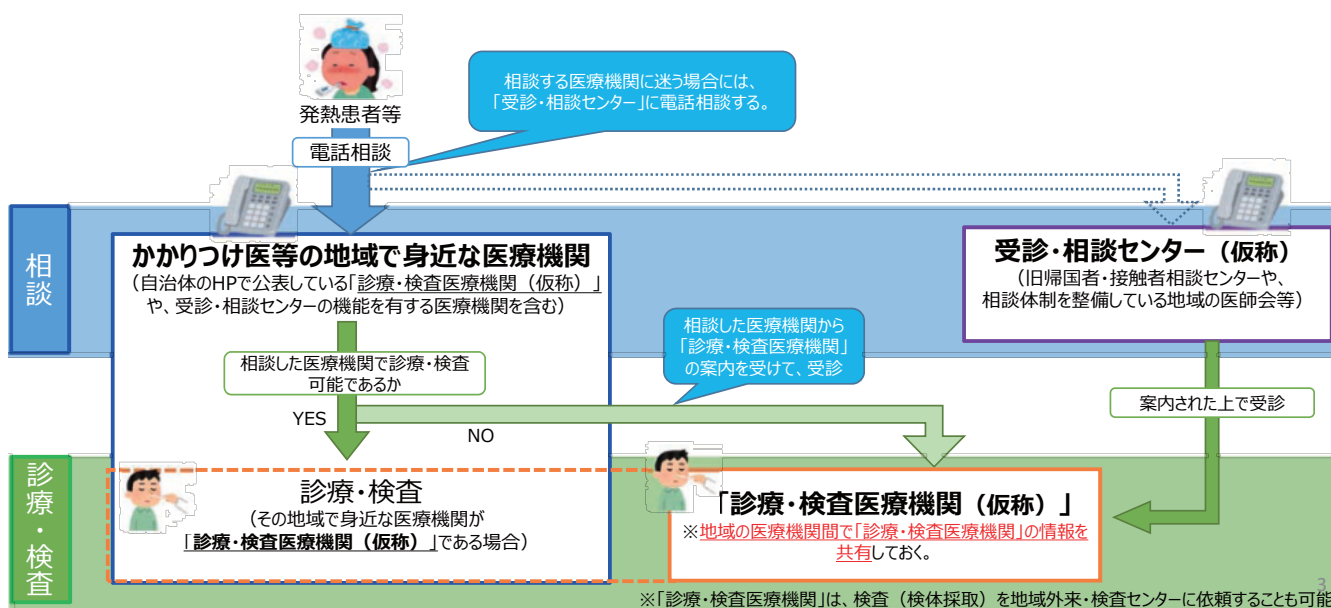 発熱患者等
電話相談
相談する医療機関に迷う場合には、
「受診・相談センター」に電話相談する。
相談
かかりつけ医等の地域で身近な医療機関
（自治体のHPで公表している「診療・検査医療機関（仮称）」
や、受診・相談センターの機能を有する医療機関を含む）
受診・相談センター（仮称）
（旧帰国者・接触者相談センターや、
相談体制を整備している地域の医師会等）
相談した医療機関で診療・検査
可能であるか
相談した医療機関から
「診療・検査医療機関」
の案内を受けて、受診
YES
NO
案内された上で受診
診療・検査
診療・検査
（その地域で身近な医療機関が
「診療・検査医療機関（仮称）」である場合）
「診療・検査医療機関（仮称）」
※地域の医療機関間で「診療・検査医療機関」の情報を
共有しておく。
3
※「診療・検査医療機関」は、検査（検体採取）を地域外来・検査センターに依頼することも可能